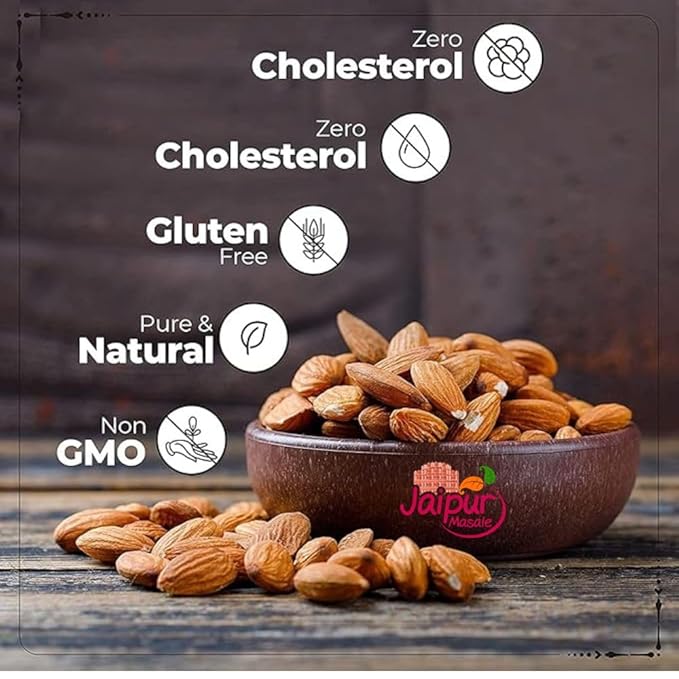 Zero
Cholesterol
Zero
Cholesterol
Gluten
Free
Pure &
Natural
Non
GMO
Jaipur
Masale